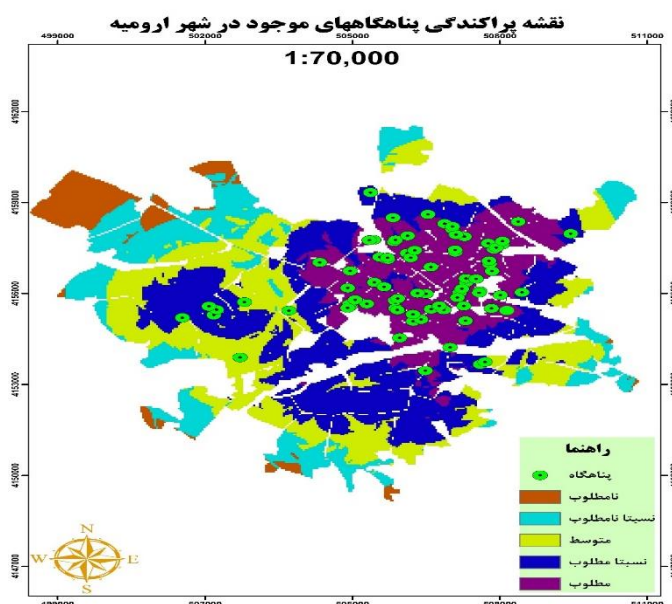 نقشه پراکندگی پناهگاههای موجود در شهر ارومیه
499000 502000 505000 508000 511000
1:70,000
4162000
4159000
4156000
4153000
4150000
4147000
N
W E
S
راهنما
پناهگاه
نامطلوب
نسبتا نامطلوب
متوسط
نسبتا مطلوب
مطلوب